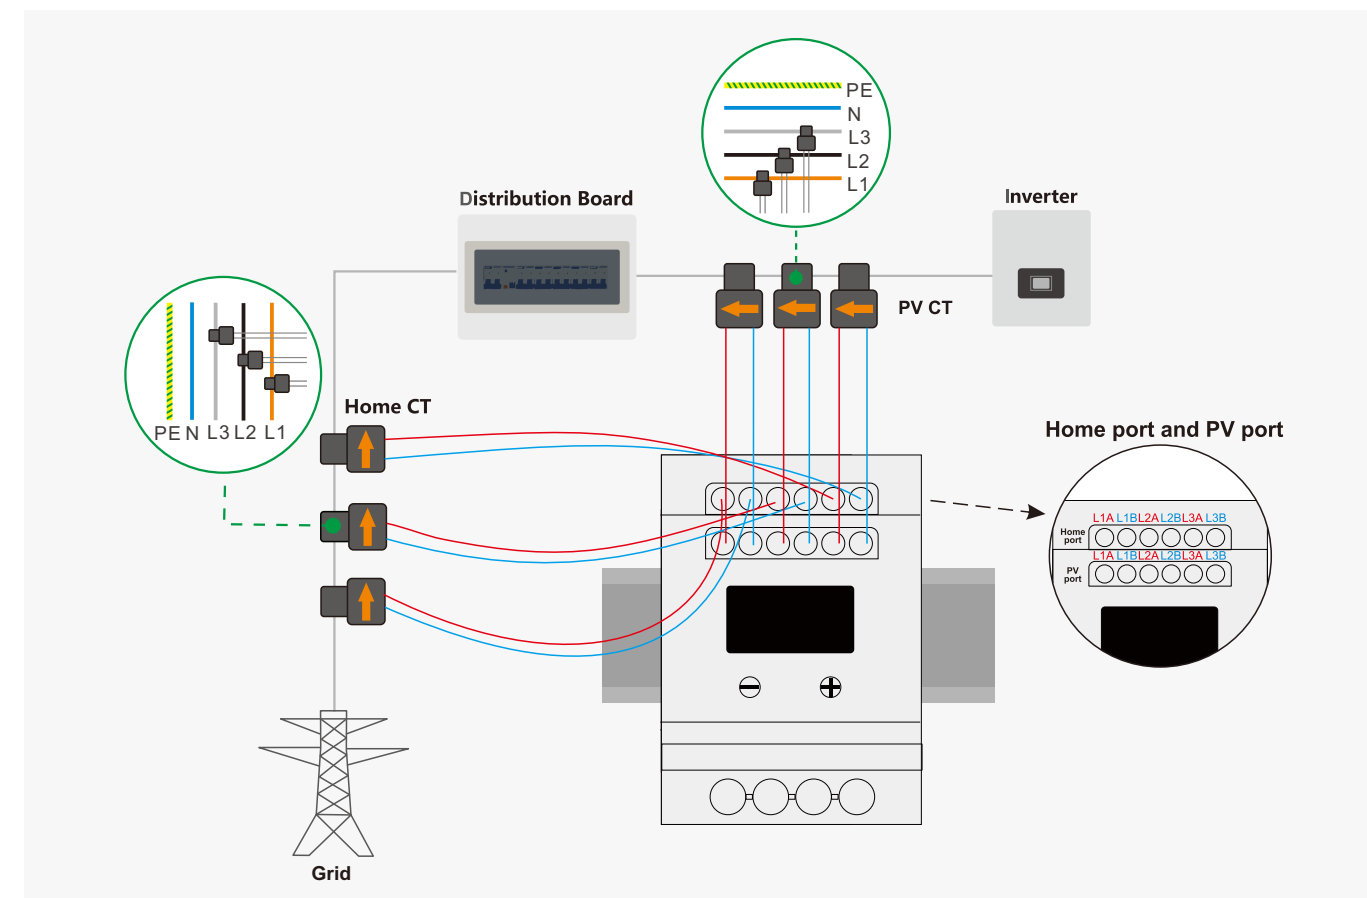 PE
N
L3
L2
L1
Distribution Board
Inverter
PV CT
PE N L3 L2 L1
Home CT
Home port and PV port
L1A L1B L2A L2B L3A L3B
Home port
L1A L1B L2A L2B L3A L3B
PV port
Grid